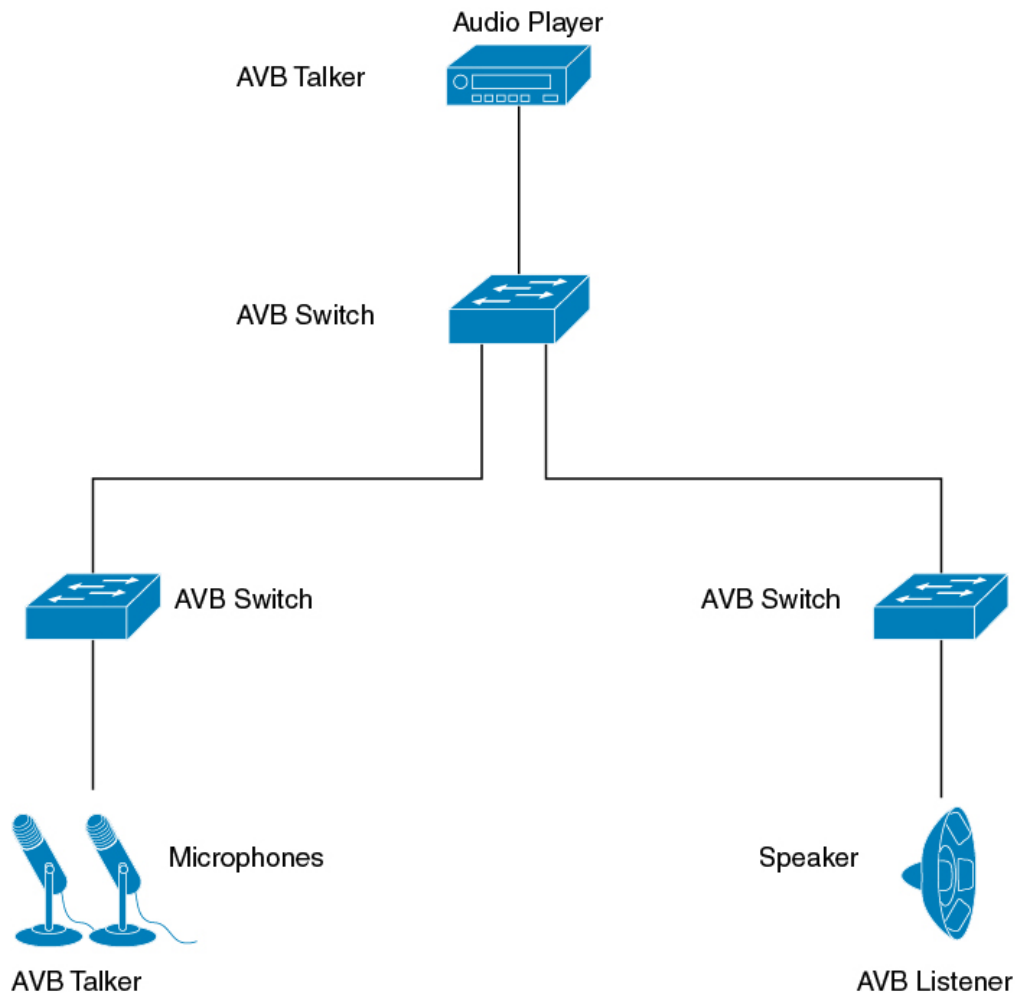 Audio Player
AVB Talker
AVB Switch
AVB Switch
AVB Switch
Microphones
Speaker
AVB Talker
AVB Listener